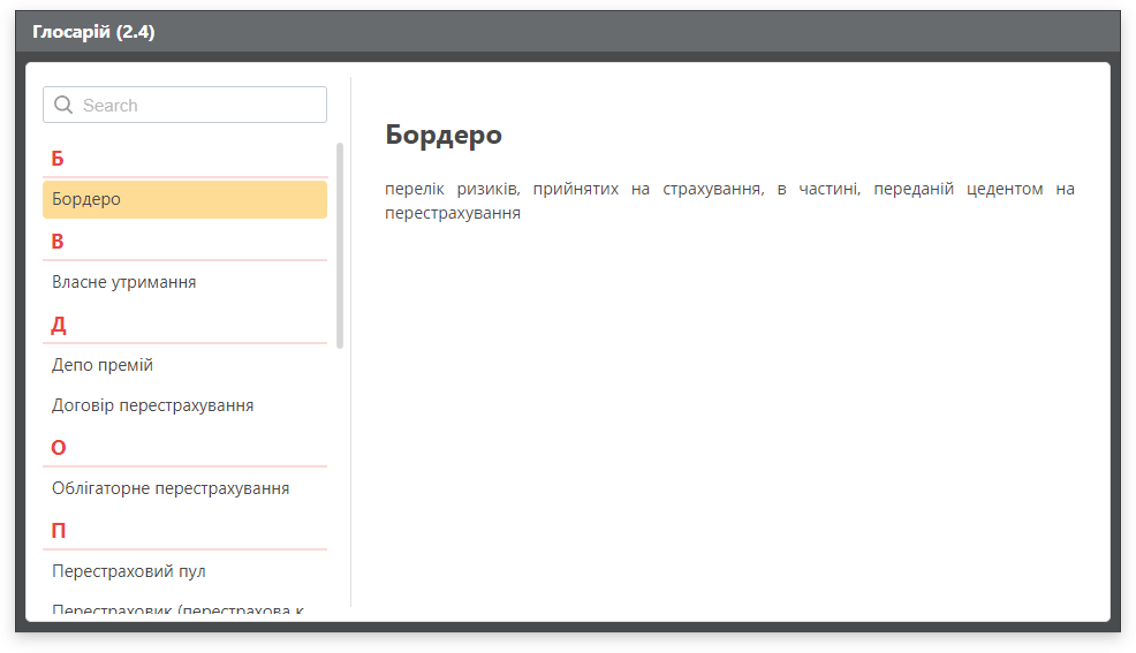 Глосарій (2.4)
Search
Б
Бордеро
В
Власне утримання
Д
Депо премій
Договір перестрахування
О
Облігаторне перестрахування
П
Перестраховий пул
Перестраховик (перестрахова к
Бордеро
перелік ризиків, прийнятих на страхування, в частині, переданій цедентом на
перестрахування